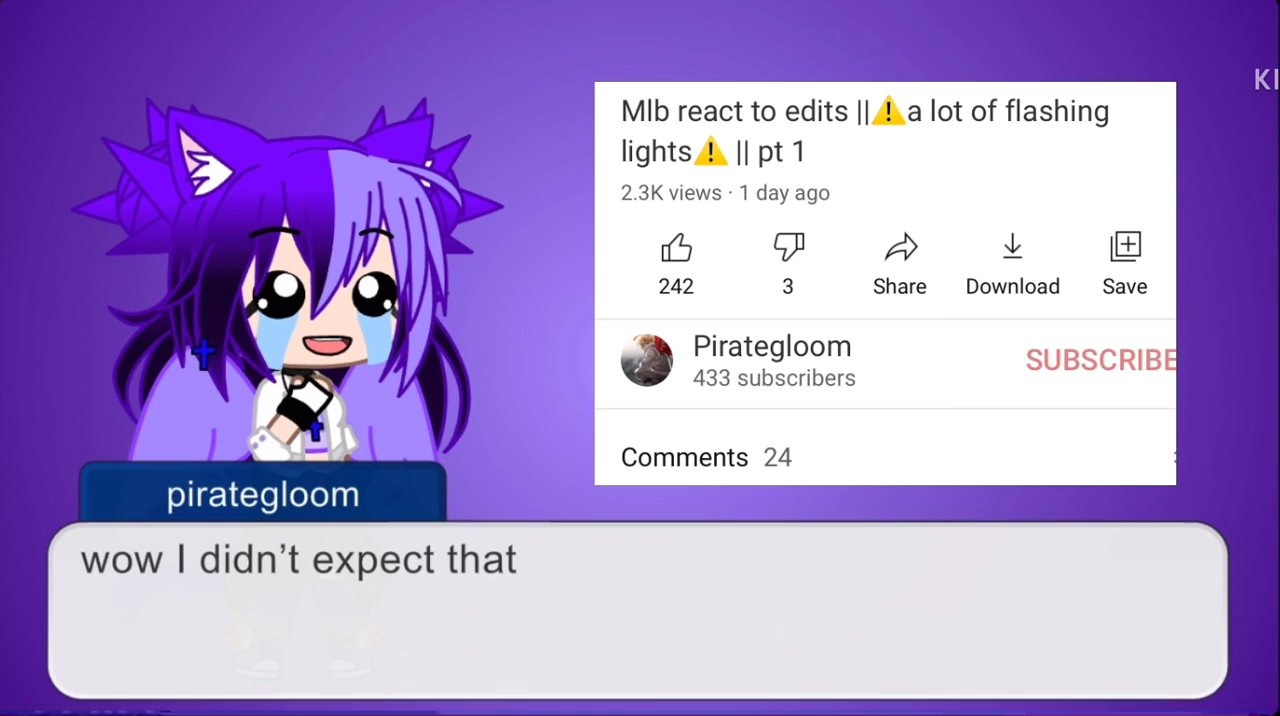 KI
Mlb react to edits ||⚠️a lot of flashing
lights⚠️ || pt 1
2.3K views · 1 day ago
242
3
Share
Download
Save
Pirategloom
433 subscribers
SUBSCRIBE
Comments 24
pirategloom
wow I didn't expect that